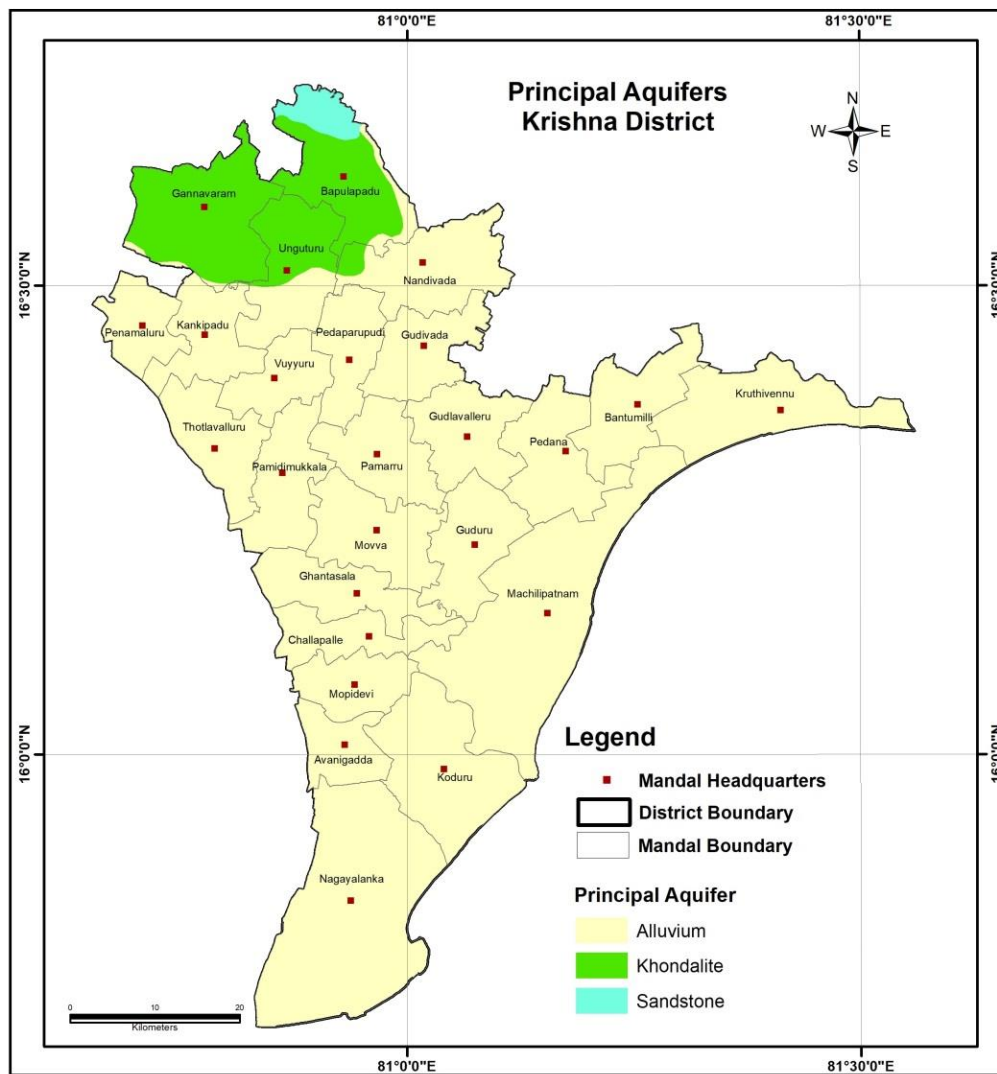 81°0'0"E
81°30'0"E
Principal Aquifers
Krishna District
N
W
E
S
Gannavaram
Bapulapadu
Unguturu
Nandivada
16°30'0"N
16°30'0"N
Penamaluru
Kankipadu
Pedaparupudi
Gudivada
Vuyyuru
Kruthivennu
Bantumilli
Gudlavalleru
Thotlavalluru
Pedana
Pamidimukkala
Pamarru
Movva
Guduru
Ghantasala
Machilipatnam
Challapalle
Mopidevi
Avanigadda
Koduru
16°0'0"N
16°0'0"N
Nagayalanka
Legend
Mandal Headquarters
District Boundary
Mandal Boundary
Principal Aquifer
Alluvium
Khondalite
Sandstone
0 10 20
Kilometers
81°0'0"E
81°30'0"E